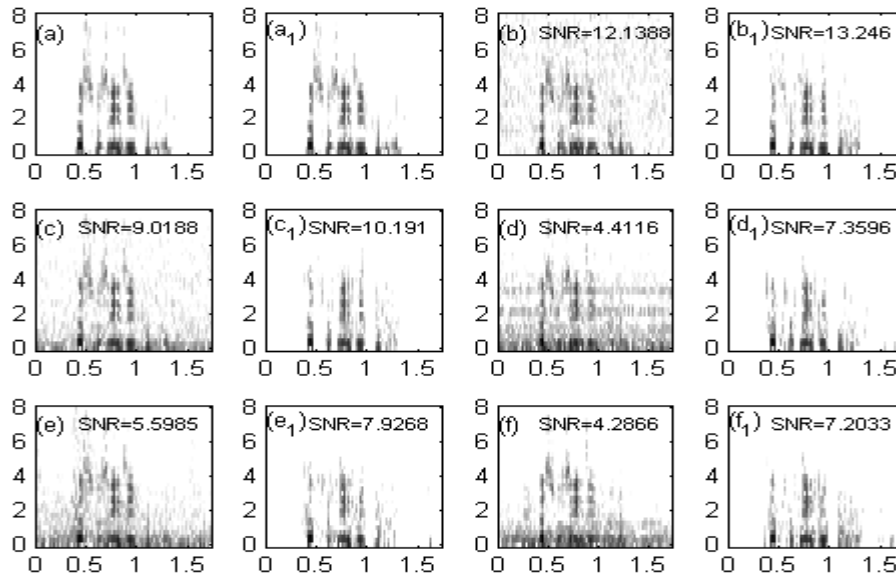 8 (a) 8 (a1) 8 (b) SNR=12.1388 8 (b1) SNR=13.246
6 6 6 6
4 4 4 4
2 2 2 2
0 0 0 0
0 0.5 1 1.5 0 0.5 1 1.5 0 0.5 1 1.5 0 0.5 1 1.5
8 (c) SNR=9.0188 8 (c1) SNR=10.191 8 (d) SNR=4.4116 8 (d1) SNR=7.3596
6 6 6 6
4 4 4 4
2 2 2 2
0 0 0 0
0 0.5 1 1.5 0 0.5 1 1.5 0 0.5 1 1.5 0 0.5 1 1.5
8 (e) SNR=5.5985 8 (e1) SNR=7.9268 8 (f) SNR=4.2866 8 (f1) SNR=7.2033
6 6 6 6
4 4 4 4
2 2 2 2
0 0 0 0
0 0.5 1 1.5 0 0.5 1 1.5 0 0.5 1 1.5 0 0.5 1 1.5